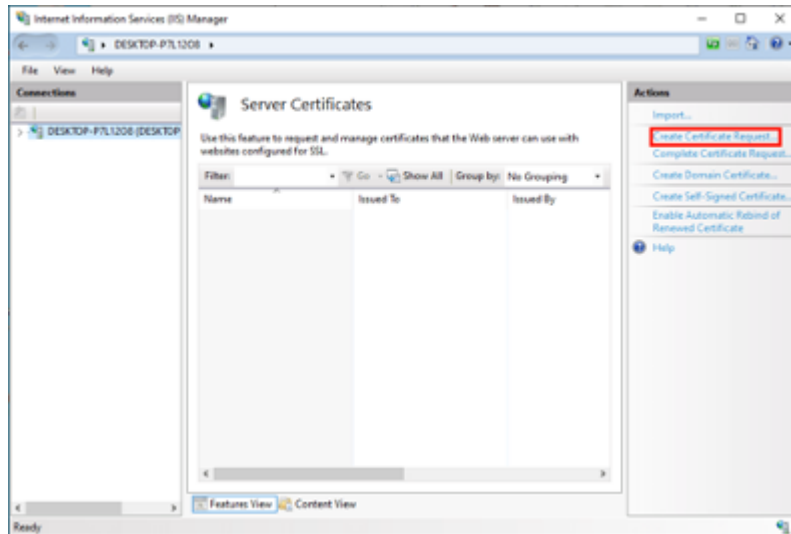 Internet Information Services (IIS) Manager
DESKTOP-P7L12O8
File View Help
Connections
DESKTOP-P7L12O8 (DESKTOP
Server Certificates
Use this feature to request and manage certificates that the Web server can use with
websites configured for SSL.
Filter: Go Show All Group by: No Grouping
Name Issued To Issued By
Features View Content View
Actions
Import...
Create Certificate Request...
Complete Certificate Request...
Create Domain Certificate...
Create Self-Signed Certificate...
Enable Automatic Rebind of
Renewed Certificate
Help
Ready